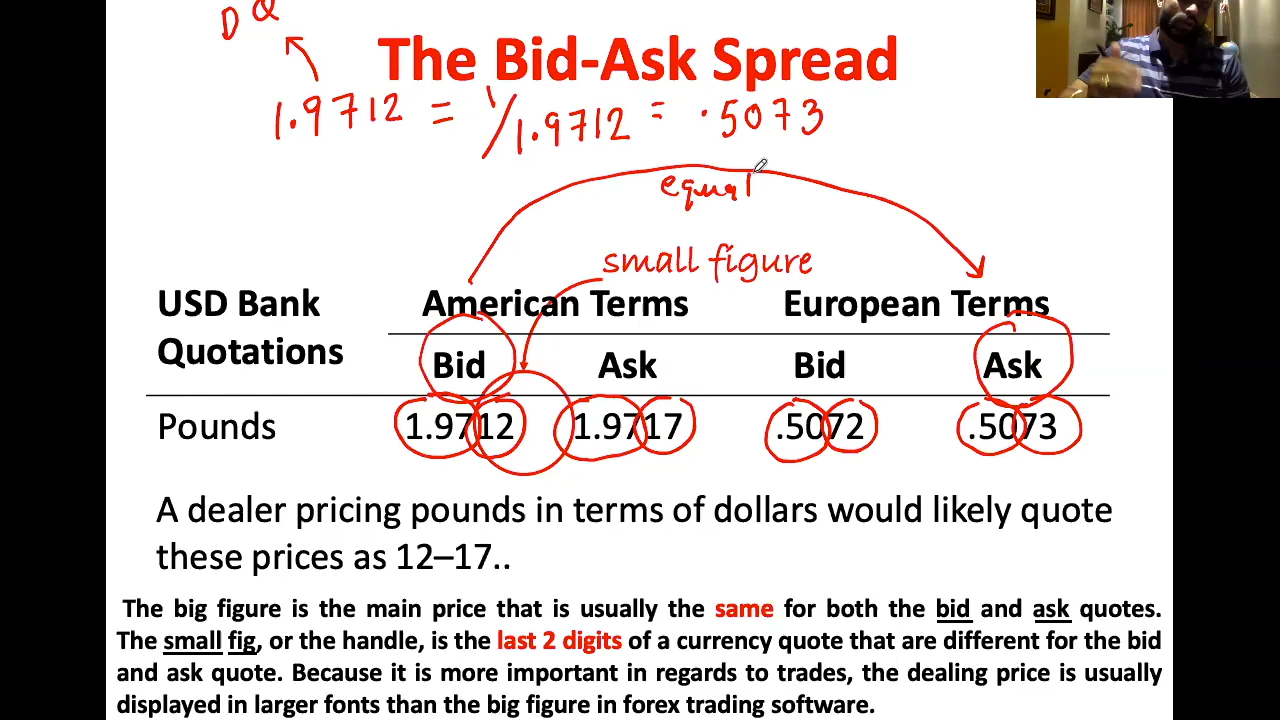 D Q
The Bid-Ask Spread
1.9712 = 1/1.9712 = .5073
equal
small figure
USD Bank Quotations American Terms European Terms
Bid Ask Bid Ask
Pounds 1.9712 1.9717 .5072 .5073
A dealer pricing pounds in terms of dollars would likely quote
these prices as 12–17..
The big figure is the main price that is usually the same for both the bid and ask quotes.
The small fig, or the handle, is the last 2 digits of a currency quote that are different for the bid
and ask quote. Because it is more important in regards to trades, the dealing price is usually
displayed in larger fonts than the big figure in forex trading software.